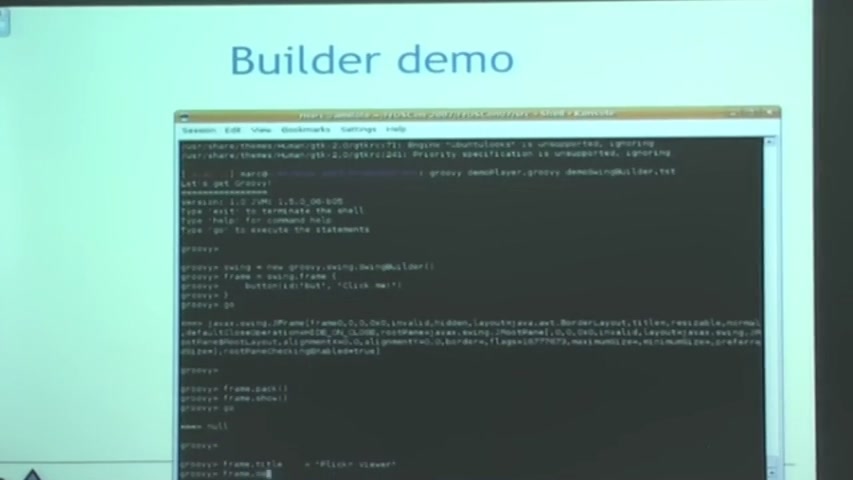 Builder demo
Shell - Konsole
Session Edit View Bookmarks Settings Help
/usr/share/themes/Human/gtk-2.0/gtkrc:71: Engine "ubuntulooks" is unsupported, ignoring
/usr/share/themes/Human/gtk-2.0/gtkrc:241: Priority specification is unsupported, ignoring
groovy demoPlayer.groovy demoSwingBuilder.txt
Let's get Groovy!
================
Version: 1.0 JVM: 1.5.0_06-b05
Type 'exit' to terminate the shell
Type 'help' for command help
Type 'go' to execute the statements
groovy>
groovy> swing = new groovy.swing.SwingBuilder()
groovy> frame = swing.frame {
groovy> button(id:"but", "Click me!")
groovy> }
groovy> go
===> javax.swing.JFrame[frame0,0,0,0x0,invalid,hidden,layout=java.awt.BorderLayout,title=,resizable,normal
,defaultCloseOperation=HIDE_ON_CLOSE,rootPane=javax.swing.JRootPane[,0,0,0x0,invalid,layout=javax.swing.JR
ootPane$RootLayout,alignmentX=0.0,alignmentY=0.0,border=,flags=16777673,maximumSize=,minimumSize=,preferre
dSize=],rootPaneCheckingEnabled=true]
groovy>
groovy> frame.pack()
groovy> frame.show()
groovy> go
===> null
groovy>
groovy> frame.title = "Flickr Viewer"
groovy> frame.